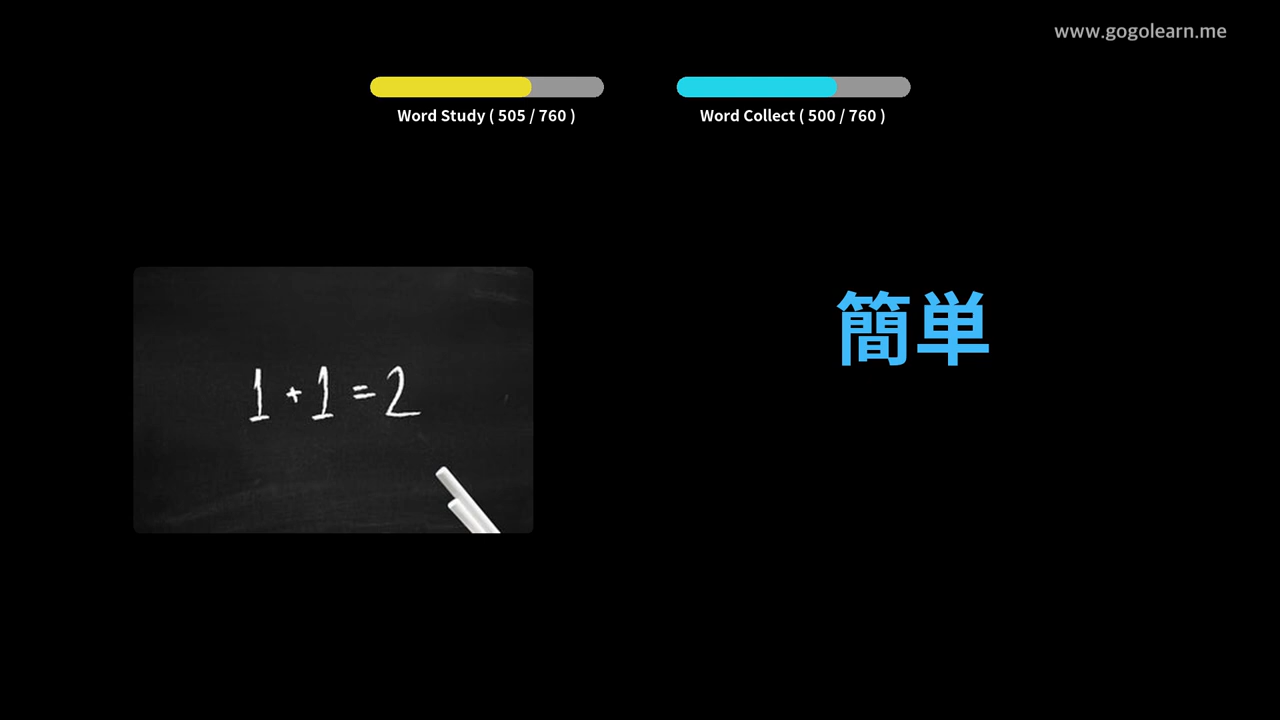 www.gogolearn.me
Word Study ( 505 / 760 )
Word Collect ( 500 / 760 )
簡単
1 + 1 = 2